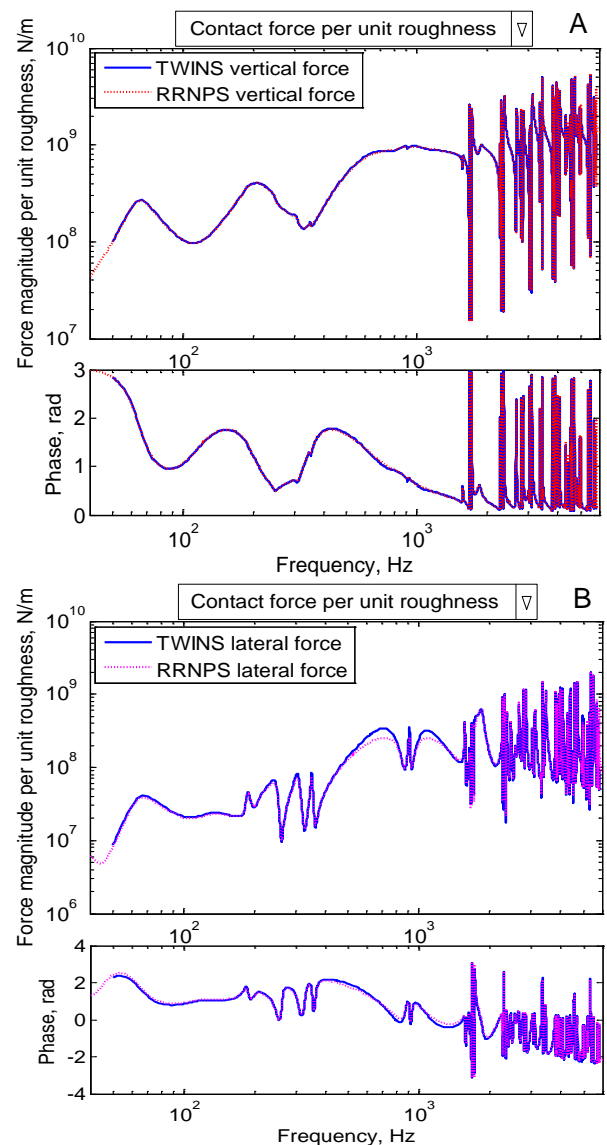 Contact force per unit roughness ▽ A
Force magnitude per unit roughness, N/m
10^10
10^9
10^8
10^7
TWINS vertical force
RRNPS vertical force
10^2 10^3
Phase, rad
3
2
1
0
10^2 10^3
Frequency, Hz
Contact force per unit roughness ▽ B
Force magnitude per unit roughness, N/m
10^10
10^9
10^8
10^7
10^6
TWINS lateral force
RRNPS lateral force
10^2 10^3
Phase, rad
4
2
0
-2
-4
10^2 10^3
Frequency, Hz